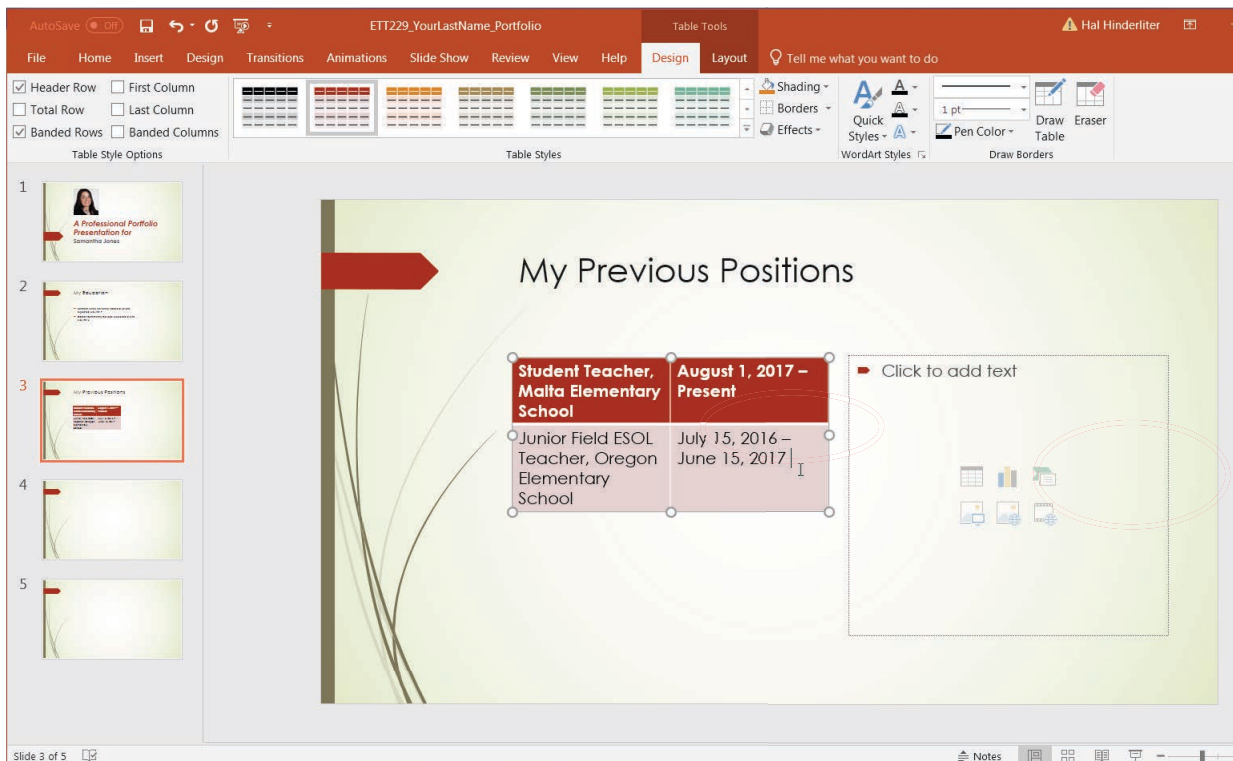 AutoSave Off ETT229_YourLastName_Portfolio Table Tools Hal Hinderliter
File Home Insert Design Transitions Animations Slide Show Review View Help Design Layout Tell me what you want to do
Header Row First Column
Total Row Last Column
Banded Rows Banded Columns
Table Style Options
Table Styles
Shading
Borders
Effects
Quick
Styles
WordArt Styles
1 pt
Pen Color
Draw
Table
Eraser
Draw Borders
1
A Professional Portfolio
Presentation for
Samantha Jones
2
My Education
3
My Previous Positions
4
5
My Previous Positions
Student Teacher,
Malta Elementary
School
August 1, 2017 –
Present
Junior Field ESOL
Teacher, Oregon
Elementary
School
July 15, 2016 –
June 15, 2017
Click to add text
Slide 3 of 5
Notes